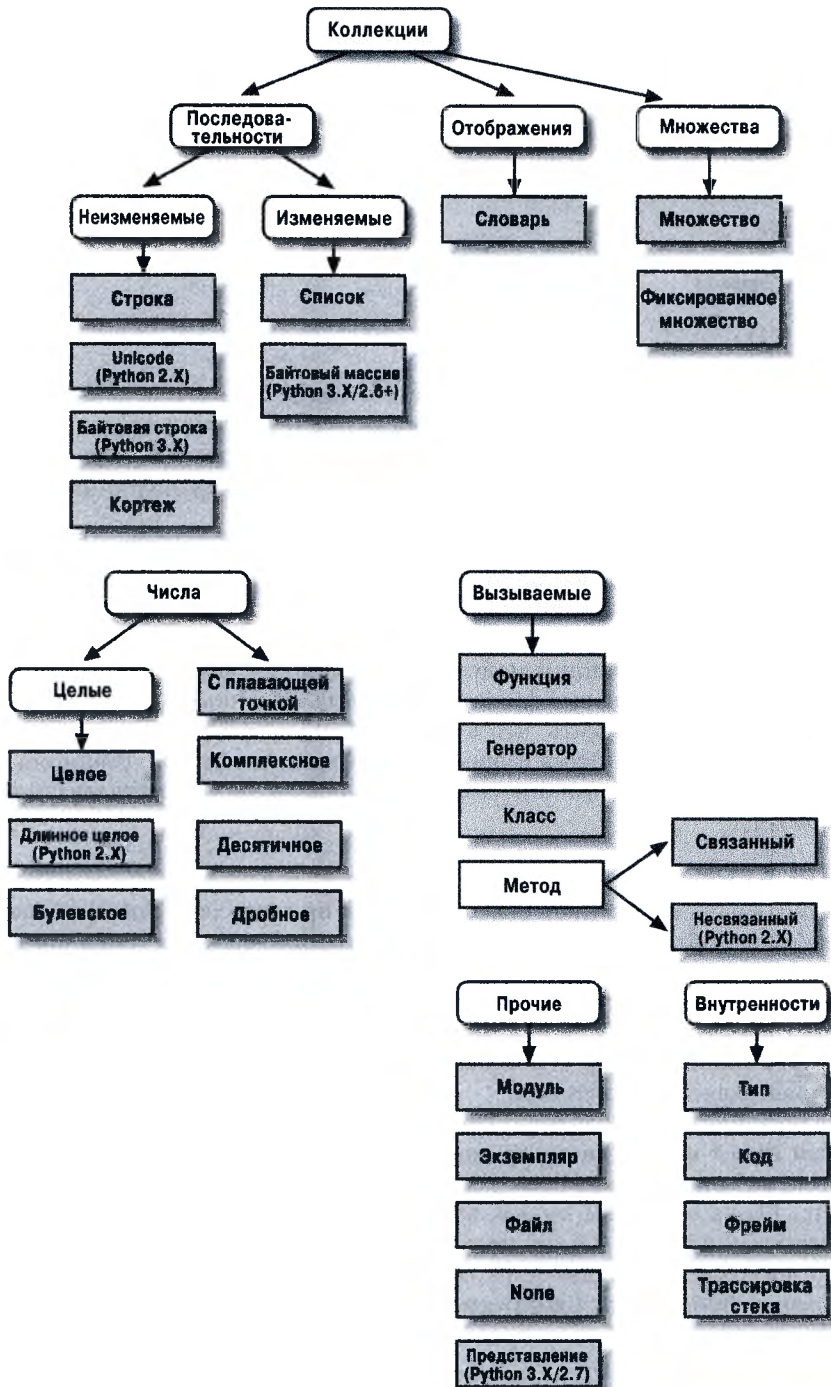 Коллекции
Последова-
тельности
Отображения
Множества
Неизменяемые
Изменяемые
Словарь
Множество
Строка
Список
Фиксированное
множество
Unicode
(Python 2.X)
Байтовый массив
(Python 3.X/2.6+)
Байтовая строка
(Python 3.X)
Кортеж
Числа
Целые
С плавающей
точкой
Целое
Комплексное
Длинное целое
(Python 2.X)
Десятичное
Булевское
Дробное
Вызываемые
Функция
Генератор
Класс
Метод
Связанный
Несвязанный
(Python 2.X)
Прочие
Модуль
Экземпляр
Файл
None
Представление
(Python 3.X/2.7)
Внутренности
Тип
Код
Фрейм
Трассировка
стека